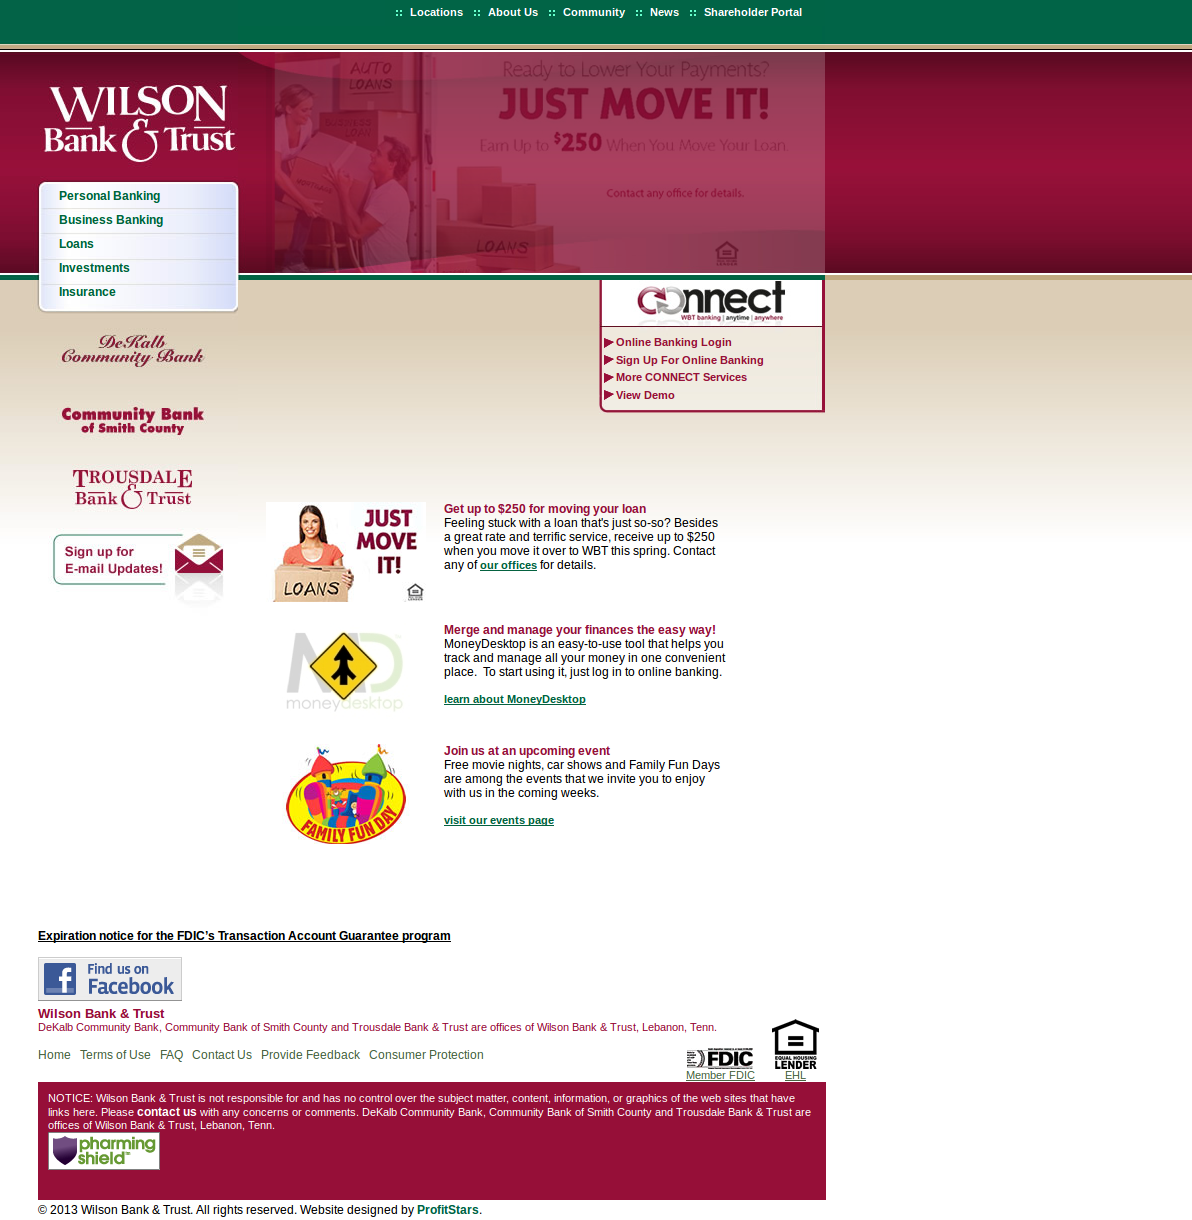 Locations About Us Community News Shareholder Portal
WILSON
Bank & Trust
AUTO
LOANS
BUSINESS
LOAN
MORTGAGE
LOANS
Ready to Lower Your Payments?
JUST MOVE IT!
Earn Up to $250 When You Move Your Loan.
Contact any office for details.
Personal Banking
Business Banking
Loans
Investments
Insurance
connect
WBT banking | anytime | anywhere
Online Banking Login
Sign Up For Online Banking
More CONNECT Services
View Demo
DeKalb
Community Bank
Community Bank
of Smith County
TROUSDALE
Bank & Trust
Sign up for
E-mail Updates!
JUST
MOVE
IT!
LOANS
Get up to $250 for moving your loan
Feeling stuck with a loan that's just so-so? Besides
a great rate and terrific service, receive up to $250
when you move it over to WBT this spring. Contact
any of our offices for details.
MD
moneydesktop
Merge and manage your finances the easy way!
MoneyDesktop is an easy-to-use tool that helps you
track and manage all your money in one convenient
place.  To start using it, just log in to online banking.
learn about MoneyDesktop
FAMILY FUN DAY
Join us at an upcoming event
Free movie nights, car shows and Family Fun Days
are among the events that we invite you to enjoy
with us in the coming weeks.
visit our events page
Expiration notice for the FDIC’s Transaction Account Guarantee program
Find us on
Facebook
Wilson Bank & Trust
DeKalb Community Bank, Community Bank of Smith County and Trousdale Bank & Trust are offices of Wilson Bank & Trust, Lebanon, Tenn.
Home Terms of Use FAQ Contact Us Provide Feedback Consumer Protection
FDIC
Member FDIC
EQUAL HOUSING
LENDER
EHL
NOTICE: Wilson Bank & Trust is not responsible for and has no control over the subject matter, content, information, or graphics of the web sites that have
links here. Please contact us with any concerns or comments. DeKalb Community Bank, Community Bank of Smith County and Trousdale Bank & Trust are
offices of Wilson Bank & Trust, Lebanon, Tenn.
pharming
shield™
© 2013 Wilson Bank & Trust. All rights reserved. Website designed by ProfitStars.